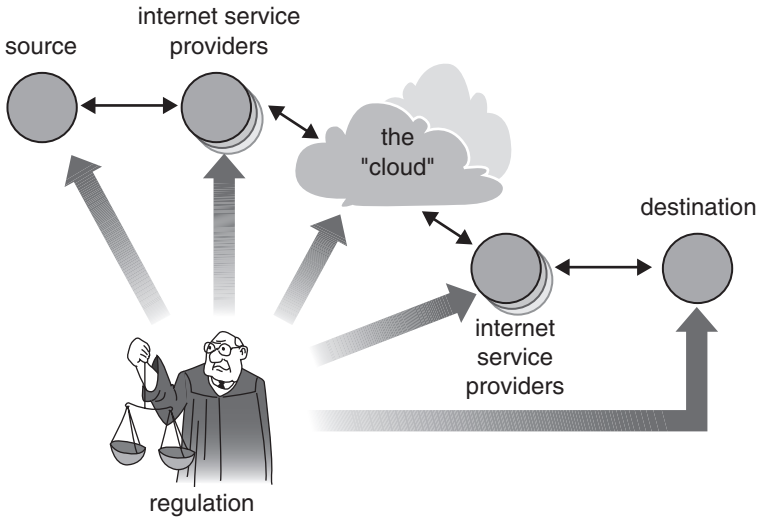 source
internet service
providers
the
"cloud"
destination
internet
service
providers
regulation